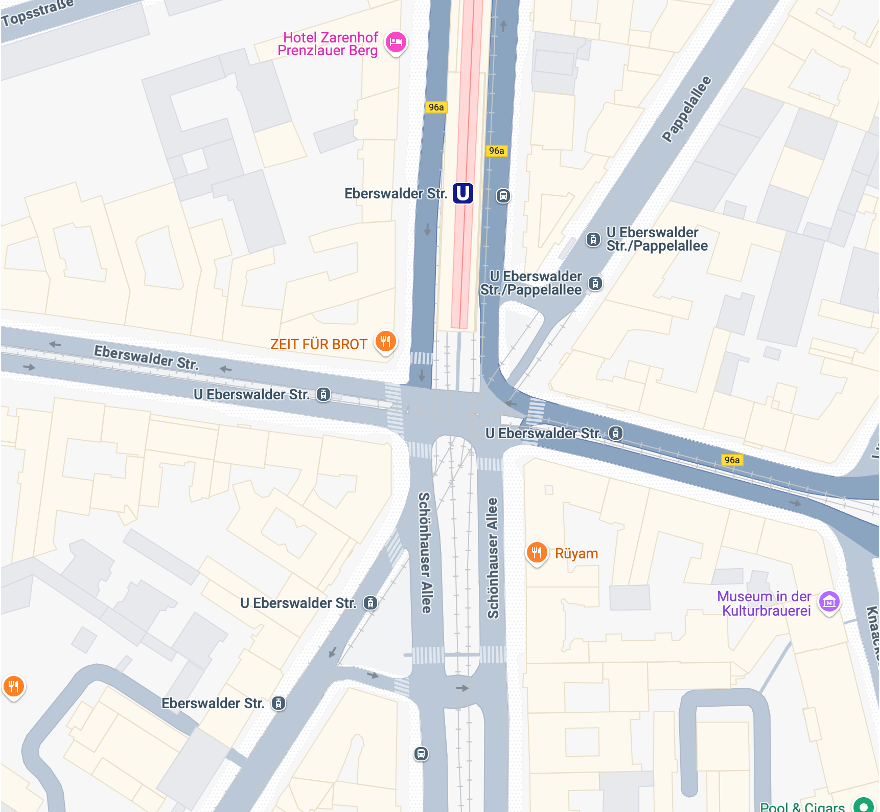 Topsstraße
Hotel Zarenhof
Prenzlauer Berg
96a
Pappelallee
96a
Eberswalder Str.
U
U Eberswalder
Str./Pappelallee
U Eberswalder
Str./Pappelallee
ZEIT FÜR BROT
Eberswalder Str.
U Eberswalder Str.
U Eberswalder Str.
96a
Schönhauser Allee
Schönhauser Allee
Rüyam
U Eberswalder Str.
Museum in der
Kulturbrauerei
Eberswalder Str.
Pool & Cigars